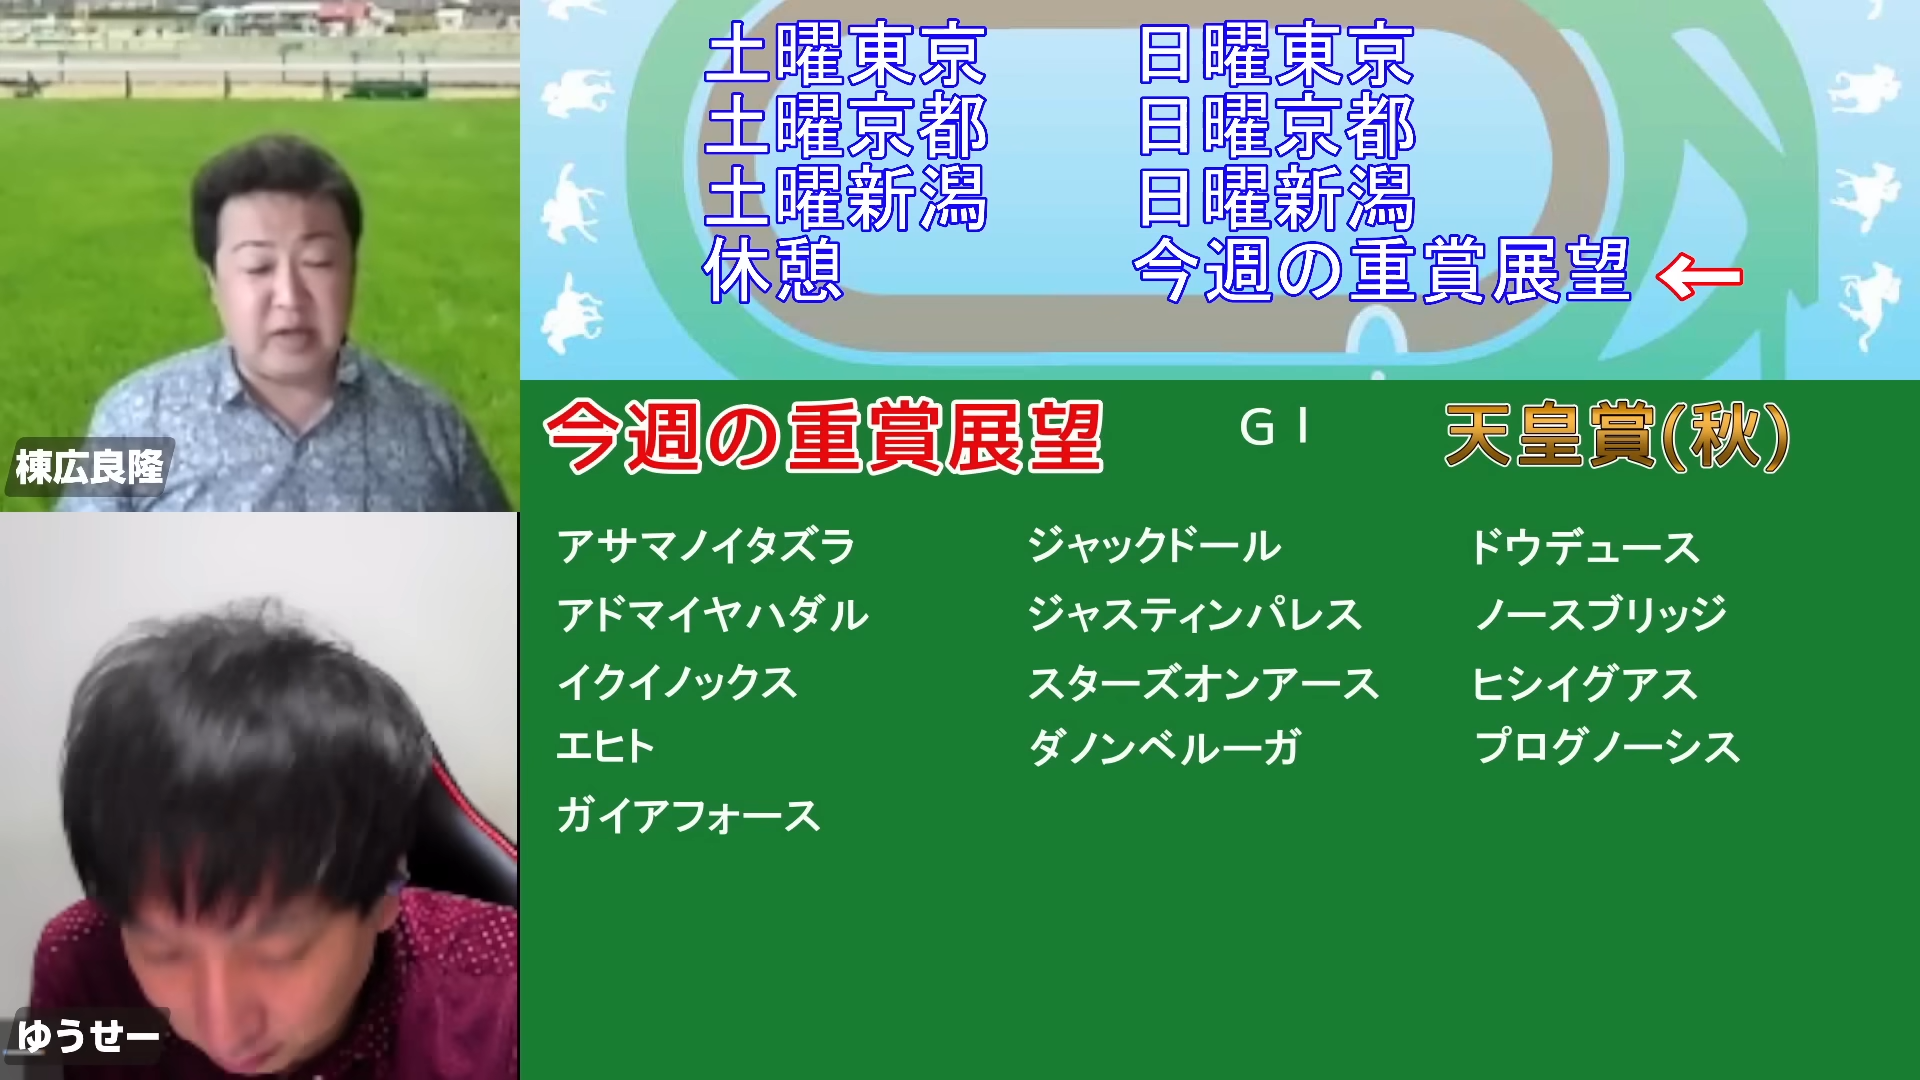 土曜東京 日曜東京
土曜京都 日曜京都
土曜新潟 日曜新潟
休憩 今週の重賞展望 ←
今週の重賞展望 GⅠ 天皇賞(秋)
アサマノイタズラ ジャックドール ドウデュース
アドマイヤハダル ジャスティンパレス ノースブリッジ
イクイノックス スターズオンアース ヒシイグアス
エヒト ダノンベルーガ プログノーシス
ガイアフォース
棟広良隆
ゆうせー